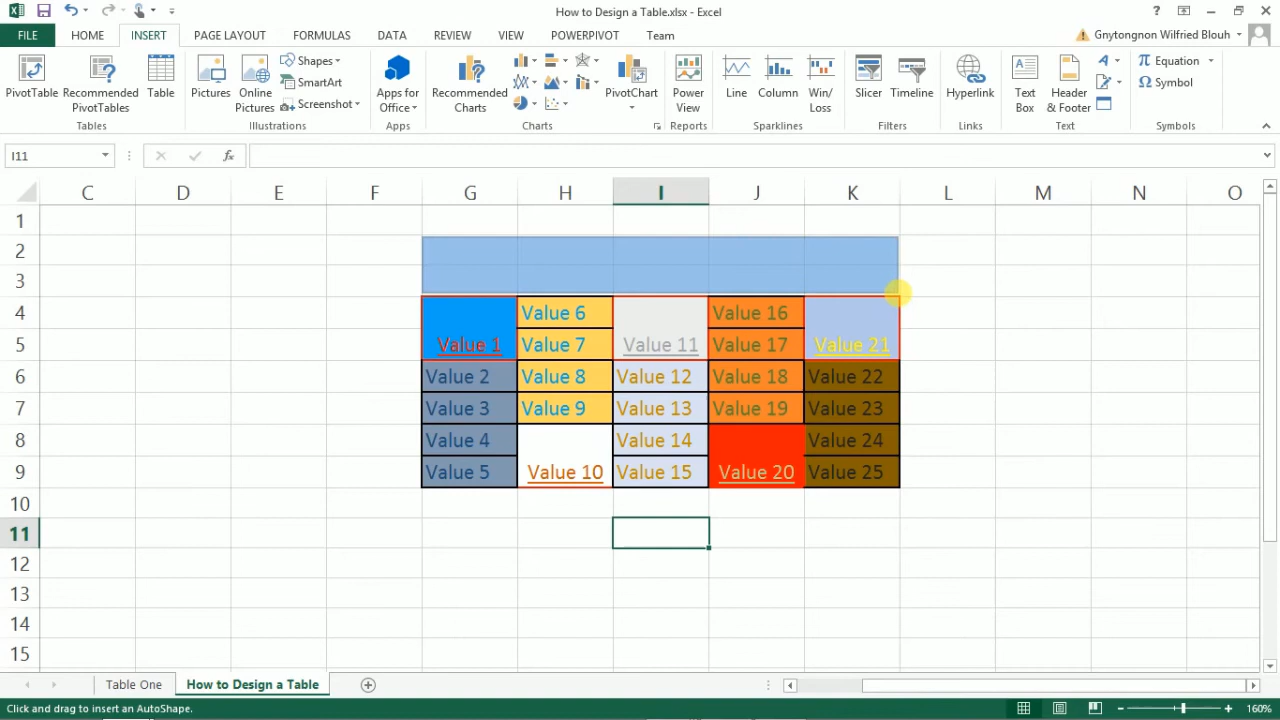 How to Design a Table.xlsx - Excel
?
FILE HOME INSERT PAGE LAYOUT FORMULAS DATA REVIEW VIEW POWERPIVOT Team
Gnytongnon Wilfried Blouh
PivotTable
Recommended
PivotTables
Table
Tables
Pictures
Online
Pictures
Shapes
SmartArt
Screenshot
Illustrations
Apps for
Office
Apps
Recommended
Charts
PivotChart
Charts
Power
View
Reports
Line
Column
Win/
Loss
Sparklines
Slicer
Timeline
Filters
Hyperlink
Links
Text
Box
Header
& Footer
Text
π Equation
Ω Symbol
Symbols
I11
fx
C D E F G H I J K L M N O
1
2
3
4 Value 6 Value 16
5 Value 1 Value 7 Value 11 Value 17 Value 21
6 Value 2 Value 8 Value 12 Value 18 Value 22
7 Value 3 Value 9 Value 13 Value 19 Value 23
8 Value 4 Value 14 Value 24
9 Value 5 Value 10 Value 15 Value 20 Value 25
10
11
12
13
14
15
Table One How to Design a Table
Click and drag to insert an AutoShape.
160%